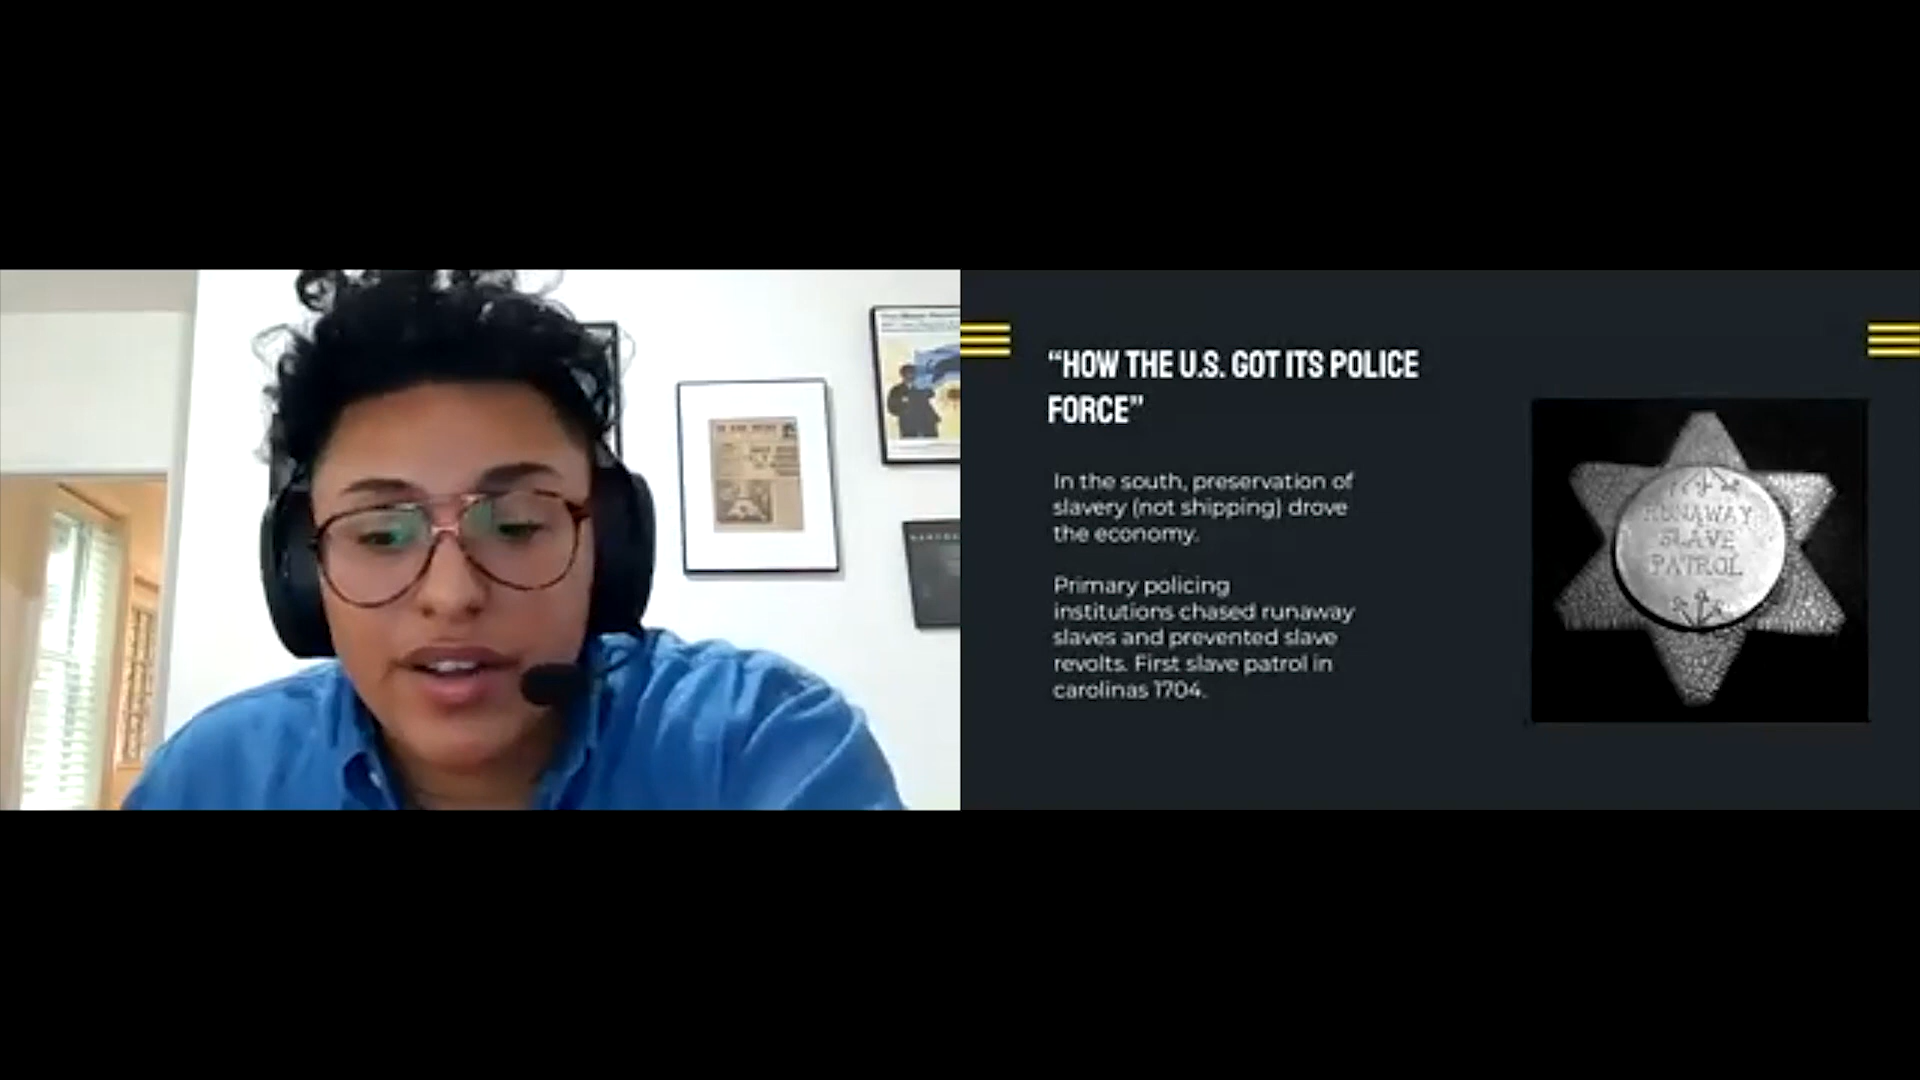 “HOW THE U.S. GOT ITS POLICE
FORCE”
In the south, preservation of
slavery (not shipping) drove
the economy.
Primary policing
institutions chased runaway
slaves and prevented slave
revolts. First slave patrol in
carolinas 1704.
RUNAWAY
SLAVE
PATROL